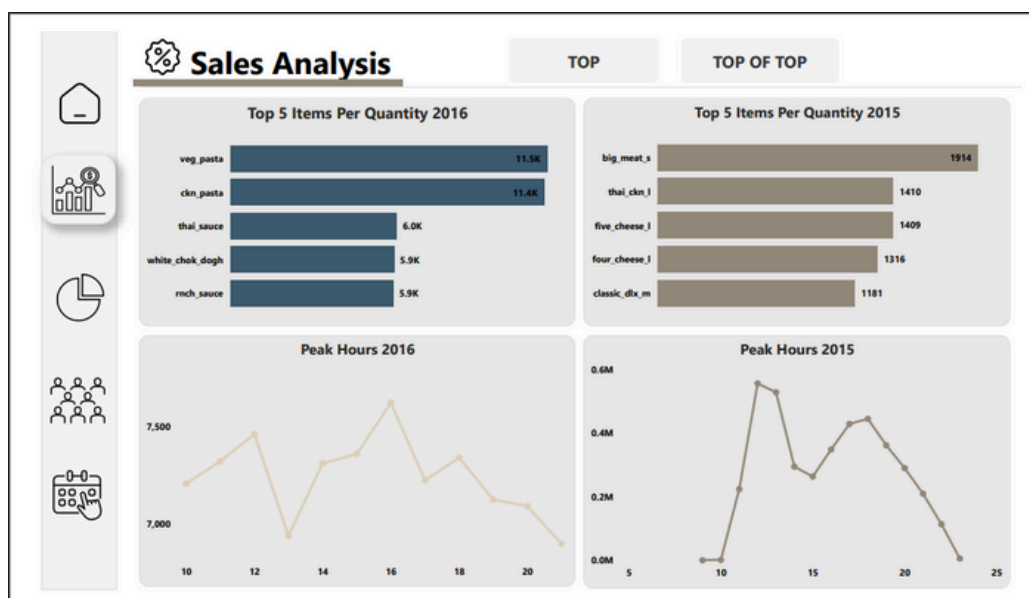 Sales Analysis
TOP
TOP OF TOP
Top 5 Items Per Quantity 2016
veg_pasta 11.5K
ckn_pasta 11.4K
thai_sauce 6.0K
white_chok_dogh 5.9K
rnch_sauce 5.9K
Top 5 Items Per Quantity 2015
big_meat_s 1914
thai_ckn_l 1410
five_cheese_l 1409
four_cheese_l 1316
classic_dlx_m 1181
Peak Hours 2016
7,500
7,000
10 12 14 16 18 20
Peak Hours 2015
0.6M
0.4M
0.2M
0.0M
5 10 15 20 25